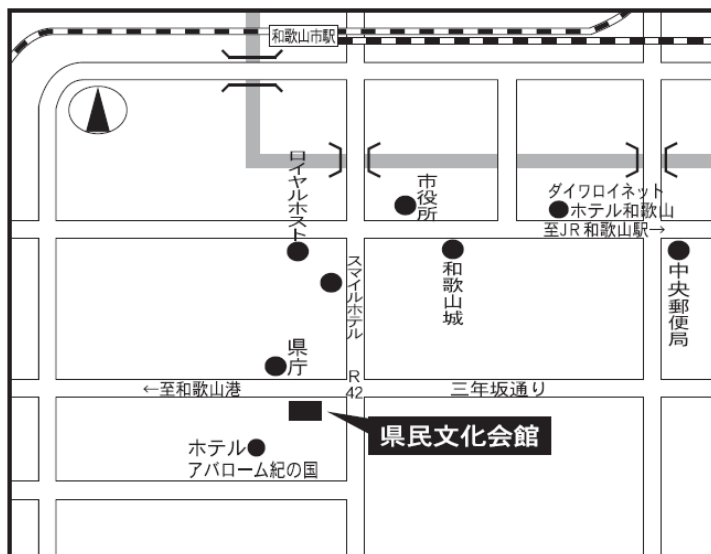 和歌山市駅
ロイヤルホスト
市役所
ダイワロイネット
ホテル和歌山
至JR和歌山駅→
スマイルホテル
和歌山城
中央郵便局
県庁
←至和歌山港
R
42
三年坂通り
県民文化会館
ホテル
アバローム紀の国